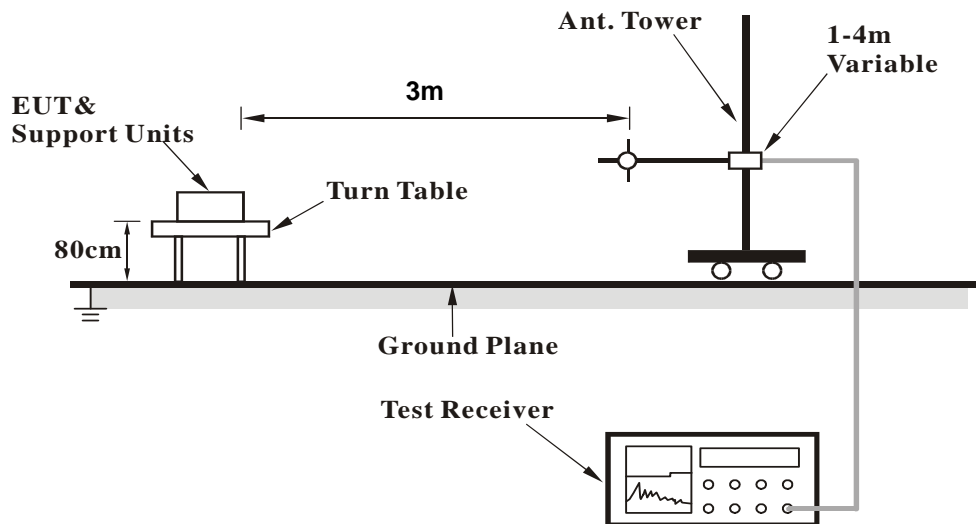 Ant. Tower
1-4m
Variable
3m
EUT&
Support Units
Turn Table
80cm
Ground Plane
Test Receiver